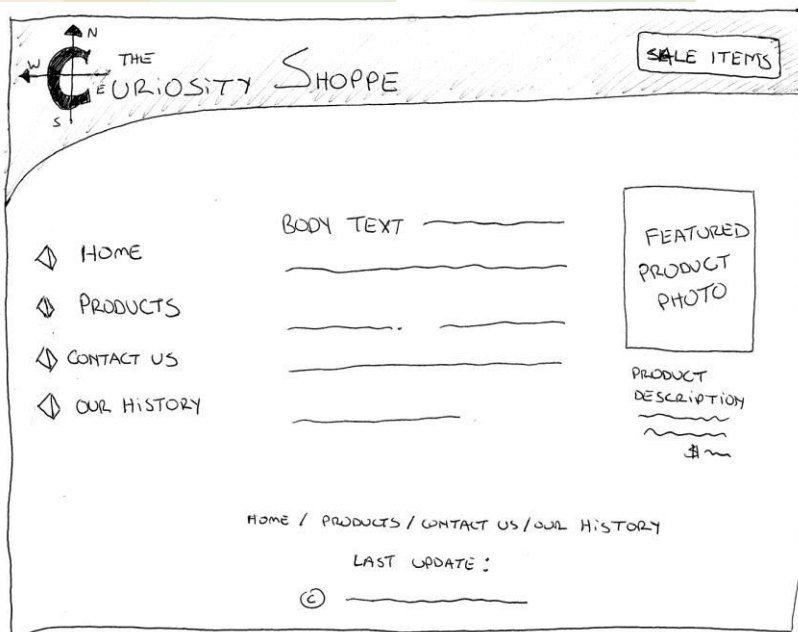 N
W
E
S
THE
CURIOSITY SHOPPE
SALE ITEMS
HOME
PRODUCTS
CONTACT US
OUR HISTORY
BODY TEXT
FEATURED
PRODUCT
PHOTO
PRODUCT
DESCRIPTION
$
HOME / PRODUCTS / CONTACT US / OUR HISTORY
LAST UPDATE:
©